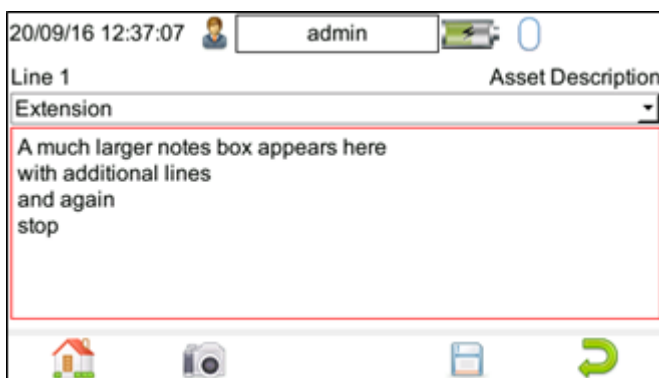 20/09/16 12:37:07 admin
Line 1 Asset Description
Extension
A much larger notes box appears here
with additional lines
and again
stop